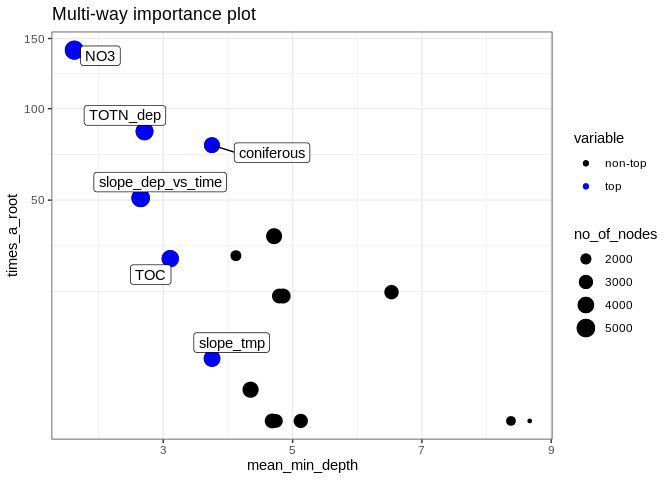 Multi-way importance plot
150
100
50
times_a_root
NO3
TOTN_dep
coniferous
slope_dep_vs_time
TOC
slope_tmp
3
5
7
9
mean_min_depth
variable
non-top
top
no_of_nodes
2000
3000
4000
5000